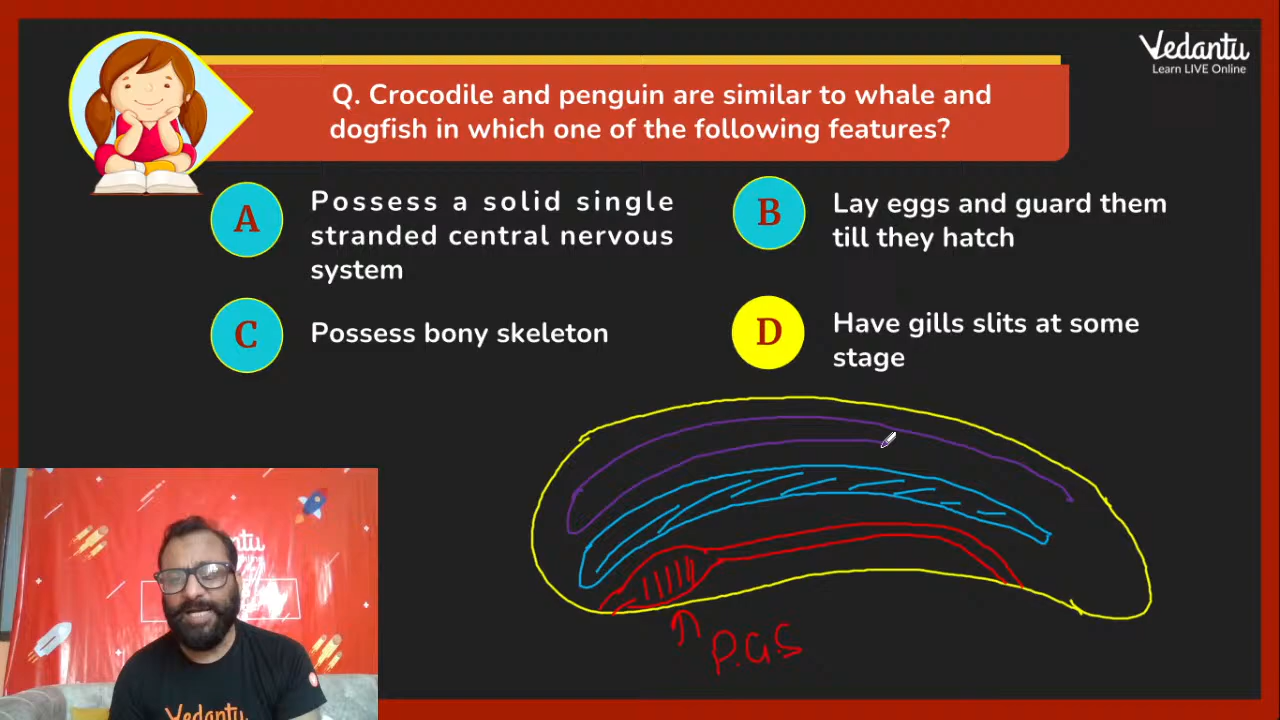 Vedantu
Learn LIVE Online
Q. Crocodile and penguin are similar to whale and
dogfish in which one of the following features?
A
Possess a solid single
stranded central nervous
system
B
Lay eggs and guard them
till they hatch
C
Possess bony skeleton
D
Have gills slits at some
stage
P.G.S
Vedantu